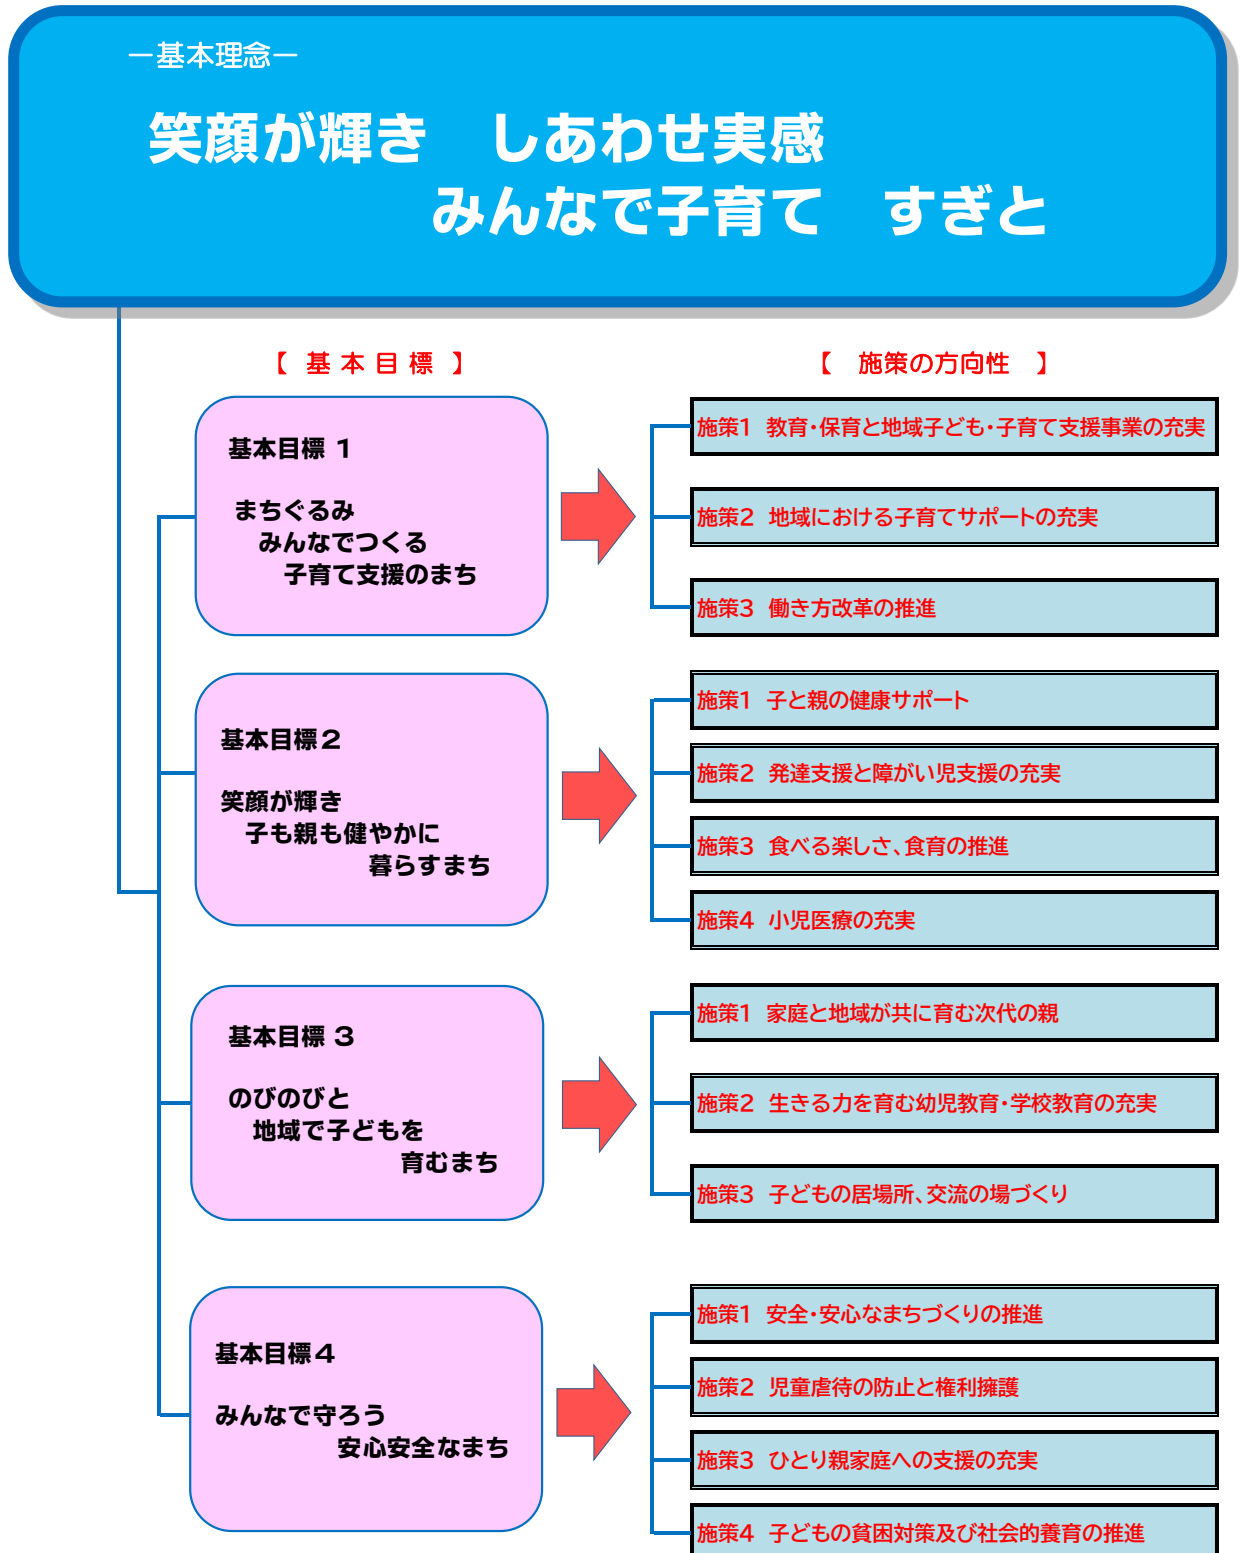 ―基本理念―
笑顔が輝き　しあわせ実感
みんなで子育て　すぎと
【 基 本 目 標 】
【　施策の方向性　】
基本目標 1
まちぐるみ
みんなでつくる
子育て支援のまち
施策1 教育・保育と地域子ども・子育て支援事業の充実
施策2 地域における子育てサポートの充実
施策3 働き方改革の推進
基本目標２
笑顔が輝き
子も親も健やかに
暮らすまち
施策1 子と親の健康サポート
施策2 発達支援と障がい児支援の充実
施策3 食べる楽しさ、食育の推進
施策4 小児医療の充実
基本目標 3
のびのびと
地域で子どもを
育むまち
施策1 家庭と地域が共に育む次代の親
施策2 生きる力を育む幼児教育・学校教育の充実
施策3 子どもの居場所、交流の場づくり
基本目標４
みんなで守ろう
安心安全なまち
施策1 安全・安心なまちづくりの推進
施策2 児童虐待の防止と権利擁護
施策3 ひとり親家庭への支援の充実
施策4 子どもの貧困対策及び社会的養育の推進